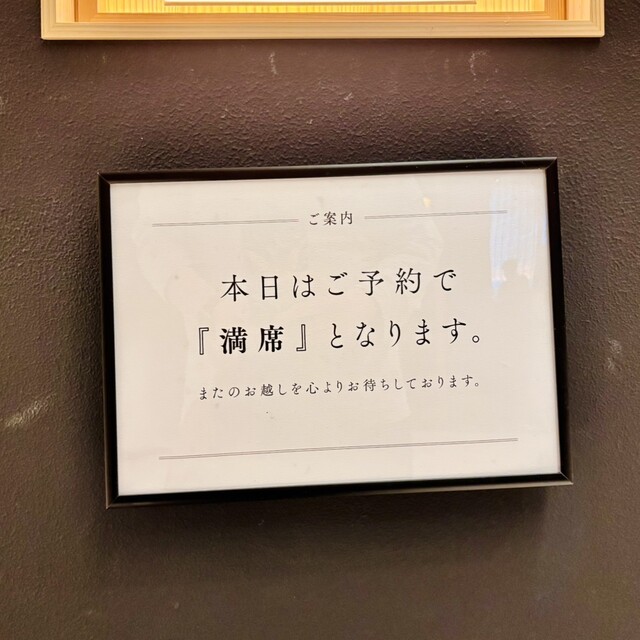 ご案内
本日はご予約で
『満席』となります。
またのお越しを心よりお待ちしております。